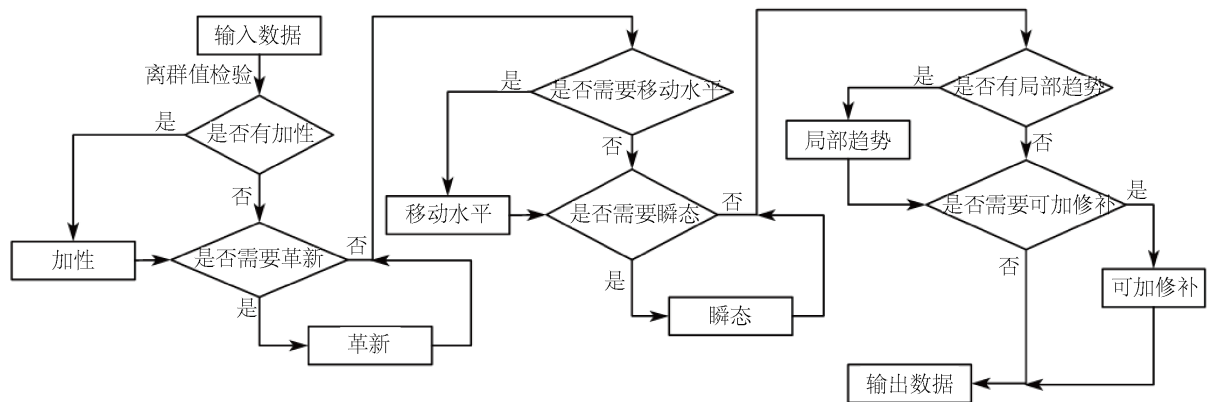 输入数据
离群值检验
是否有加性
是
否
加性
是否需要革新
否
是
革新
是否需要移动水平
是
否
移动水平
是否需要瞬态
否
是
瞬态
是否有局部趋势
是
局部趋势
否
是否需要可加修补
是
否
可加修补
输出数据